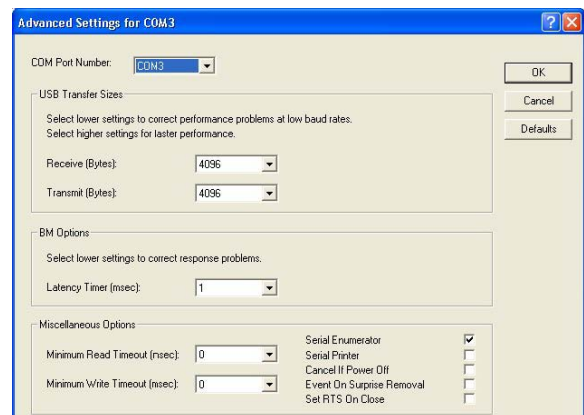 Advanced Settings for COM3
COM Port Number: COM3
OK
Cancel
Defaults
USB Transfer Sizes
Select lower settings to correct performance problems at low baud rates.
Select higher settings for faster performance.
Receive (Bytes): 4096
Transmit (Bytes): 4096
BM Options
Select lower settings to correct response problems.
Latency Timer (msec): 1
Miscellaneous Options
Minimum Read Timeout (msec): 0
Minimum Write Timeout (msec): 0
Serial Enumerator
Serial Printer
Cancel If Power Off
Event On Surprise Removal
Set RTS On Close